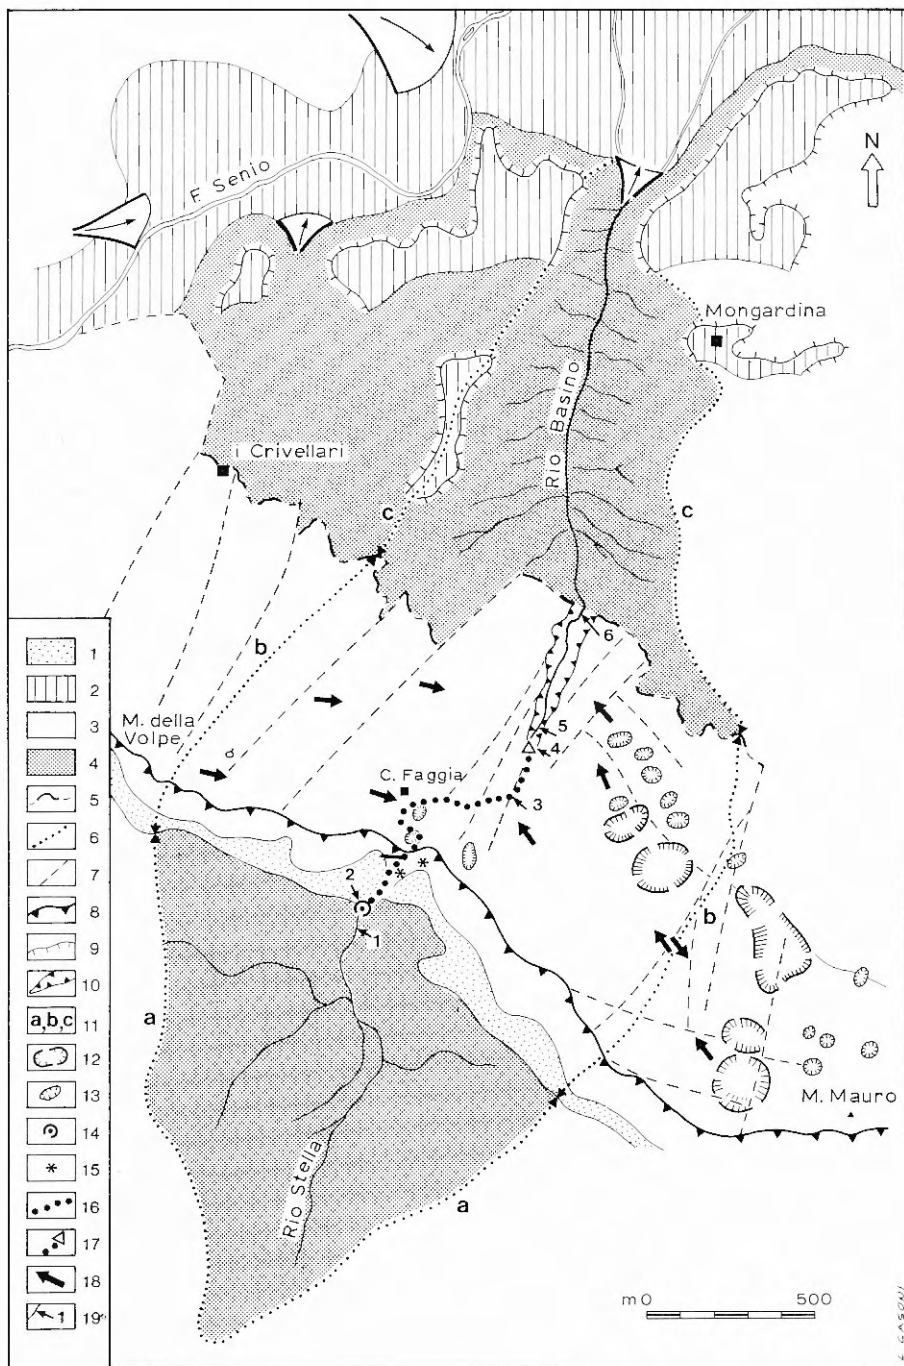 N
F. Senio
Mongardina
Rio Basino
i Crivellari
c
c
6
b
M. della
Volpe
5
4
C. Faggia
3
2
1
b
a
M. Mauro
Rio Stella
a
m 0 500
1
2
3
4
5
6
7
8
9
10
a,b,c 11
12
13
14
15
16
17
18
1 19